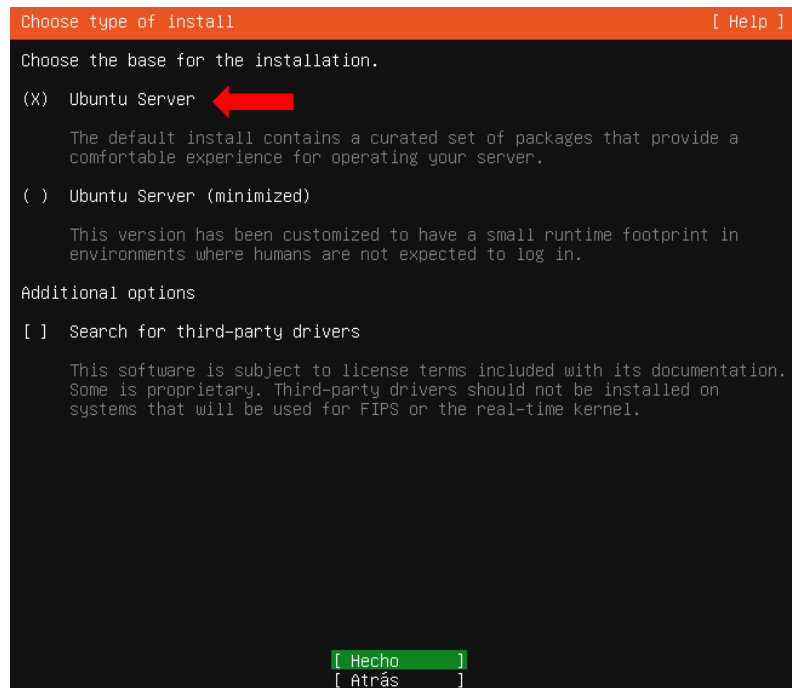 Choose type of install [ Help ]
Choose the base for the installation.
(X) Ubuntu Server
The default install contains a curated set of packages that provide a
comfortable experience for operating your server.
( ) Ubuntu Server (minimized)
This version has been customized to have a small runtime footprint in
environments where humans are not expected to log in.
Additional options
[ ] Search for third-party drivers
This software is subject to license terms included with its documentation.
Some is proprietary. Third-party drivers should not be installed on
systems that will be used for FIPS or the real-time kernel.
[ Hecho ]
[ Atrás ]